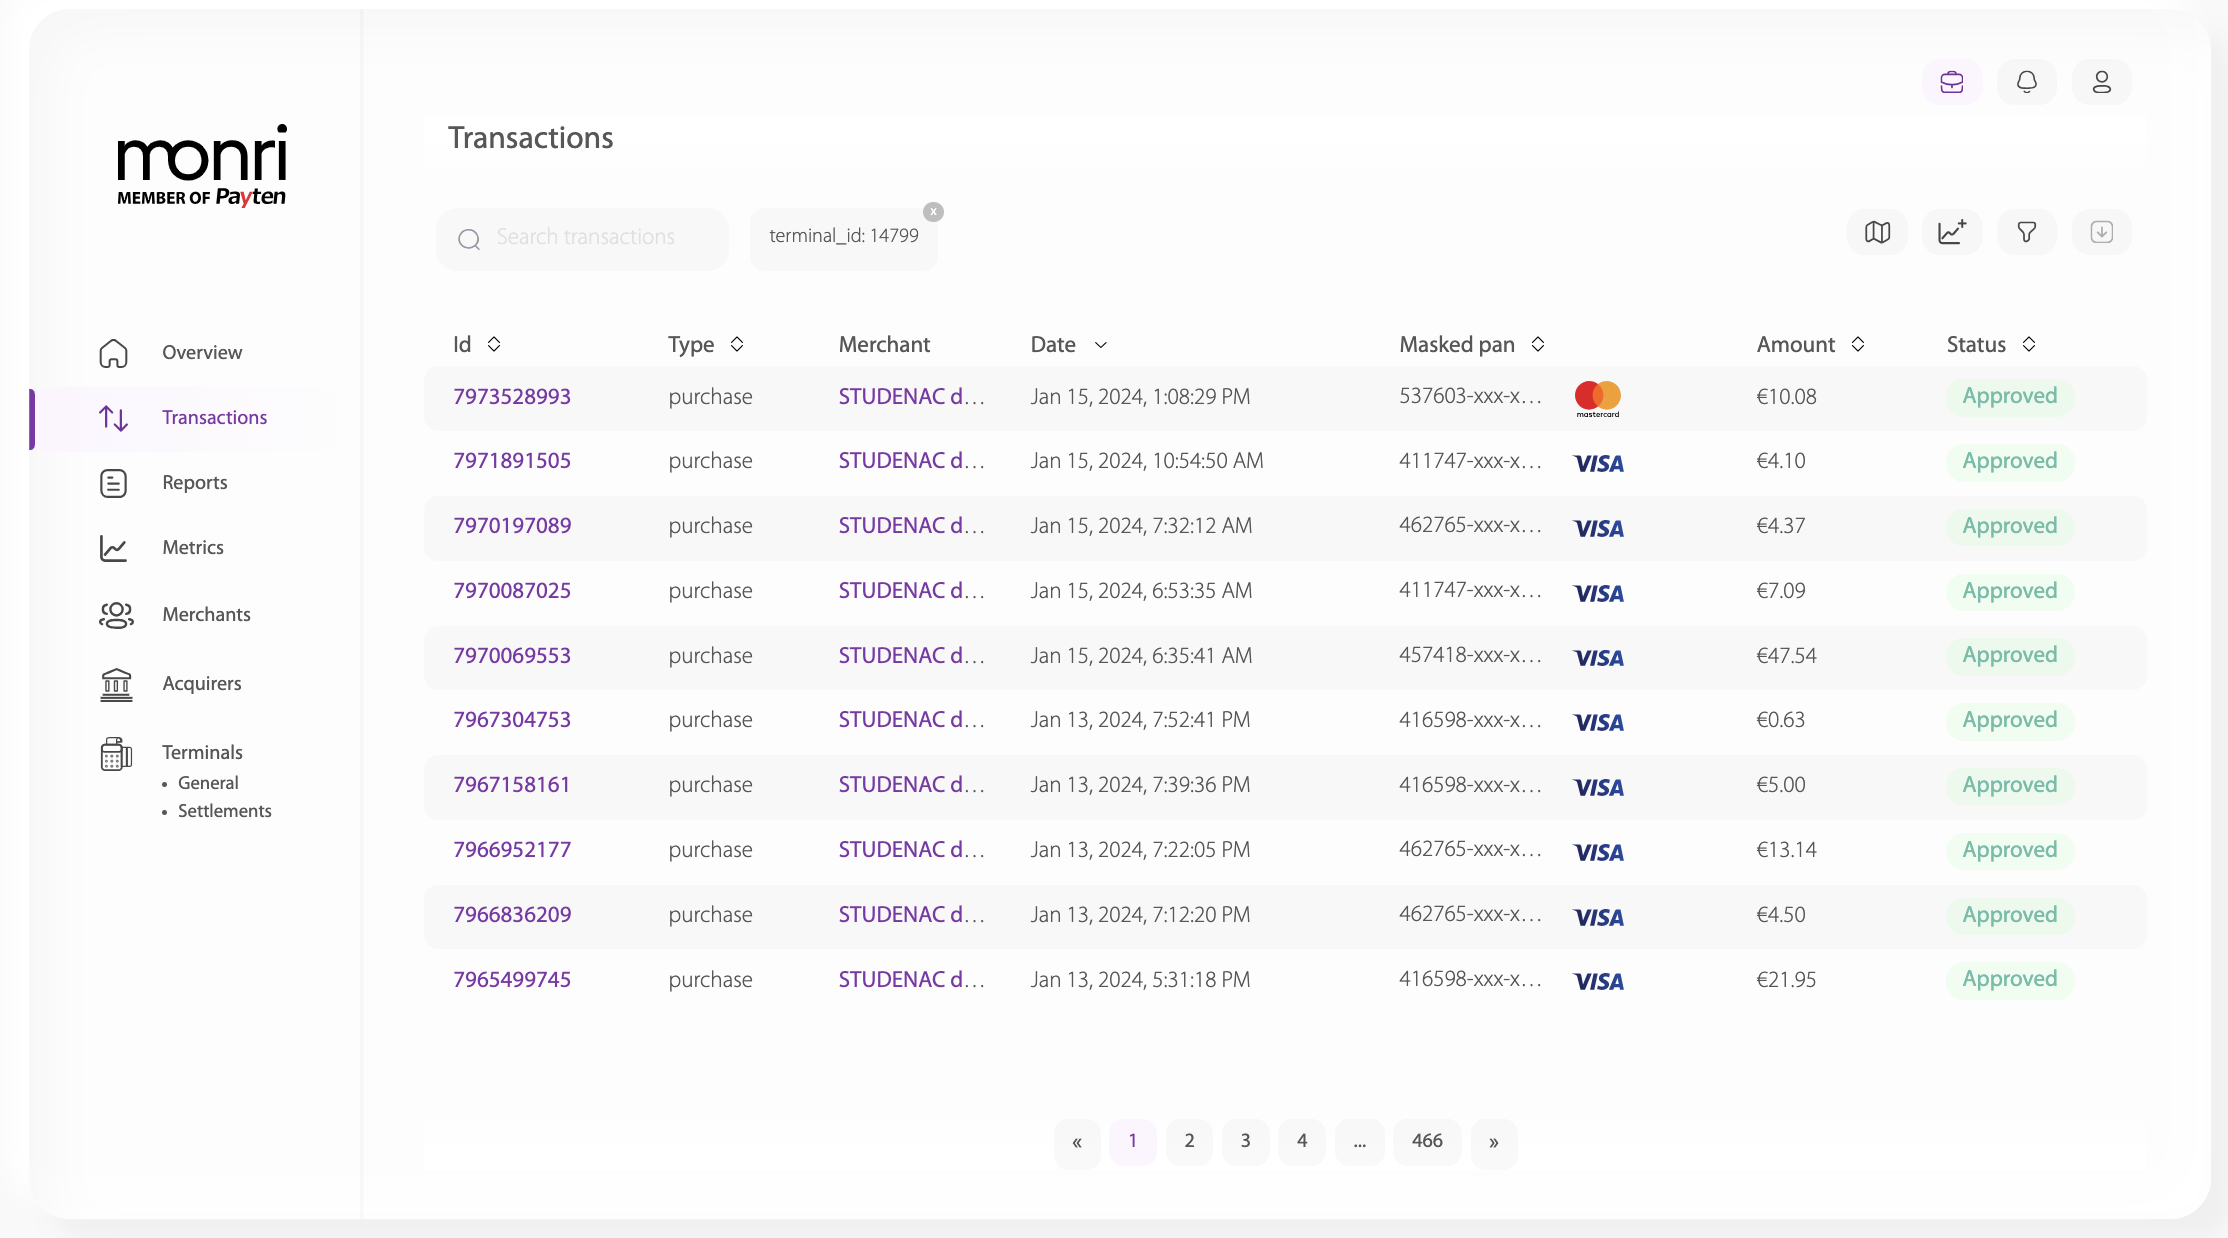 monri
MEMBER OF Payten
Overview
Transactions
Reports
Metrics
Merchants
Acquirers
Terminals
• General
• Settlements
Transactions
Search transactions
terminal_id: 14799
x
Id Type Merchant Date Masked pan Amount Status
7973528993 purchase STUDENAC d... Jan 15, 2024, 1:08:29 PM 537603-xxx-x... mastercard €10.08 Approved
7971891505 purchase STUDENAC d... Jan 15, 2024, 10:54:50 AM 411747-xxx-x... VISA €4.10 Approved
7970197089 purchase STUDENAC d... Jan 15, 2024, 7:32:12 AM 462765-xxx-x... VISA €4.37 Approved
7970087025 purchase STUDENAC d... Jan 15, 2024, 6:53:35 AM 411747-xxx-x... VISA €7.09 Approved
7970069553 purchase STUDENAC d... Jan 15, 2024, 6:35:41 AM 457418-xxx-x... VISA €47.54 Approved
7967304753 purchase STUDENAC d... Jan 13, 2024, 7:52:41 PM 416598-xxx-x... VISA €0.63 Approved
7967158161 purchase STUDENAC d... Jan 13, 2024, 7:39:36 PM 416598-xxx-x... VISA €5.00 Approved
7966952177 purchase STUDENAC d... Jan 13, 2024, 7:22:05 PM 462765-xxx-x... VISA €13.14 Approved
7966836209 purchase STUDENAC d... Jan 13, 2024, 7:12:20 PM 462765-xxx-x... VISA €4.50 Approved
7965499745 purchase STUDENAC d... Jan 13, 2024, 5:31:18 PM 416598-xxx-x... VISA €21.95 Approved
« 1 2 3 4 ... 466 »